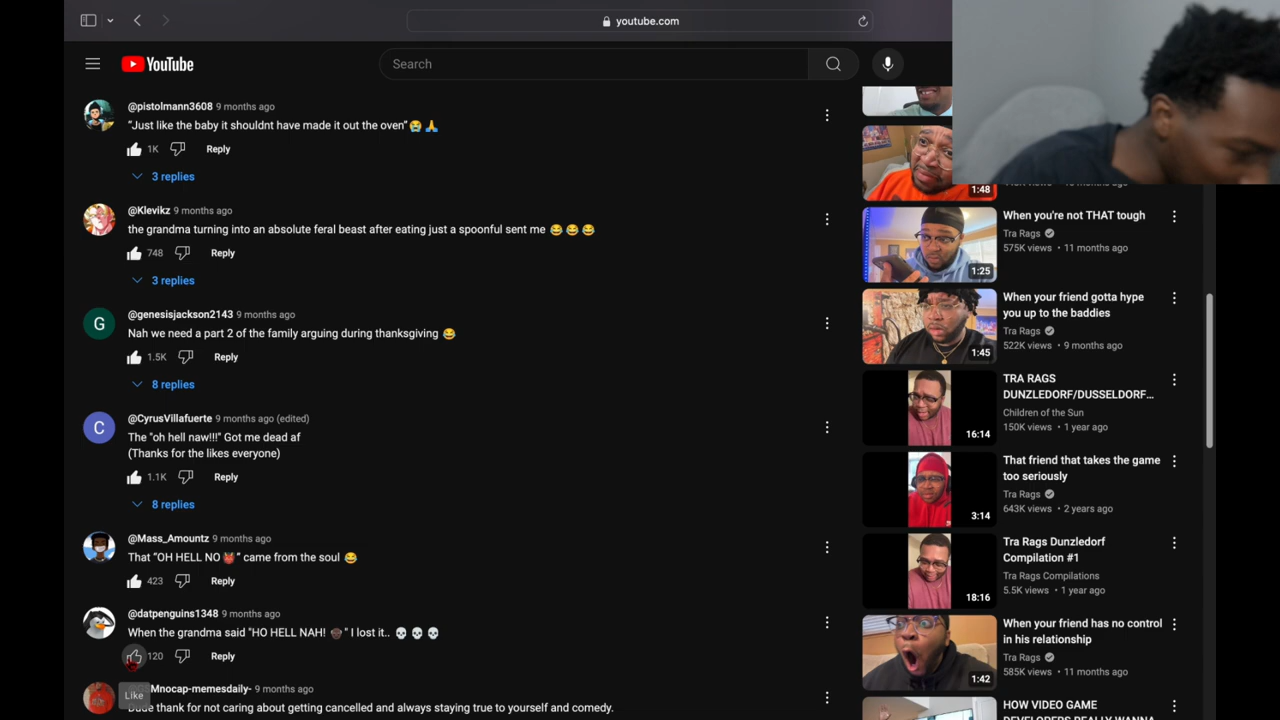 youtube.com
YouTube
Search
@pistolmann3608 9 months ago
“Just like the baby it shouldnt have made it out the oven”😭🙏
1K Reply
3 replies
@Klevikz 9 months ago
the grandma turning into an absolute feral beast after eating just a spoonful sent me 😂😂😂
748 Reply
3 replies
G
@genesisjackson2143 9 months ago
Nah we need a part 2 of the family arguing during thanksgiving 😂
1.5K Reply
8 replies
C
@CyrusVillafuerte 9 months ago (edited)
The "oh hell naw!!!" Got me dead af
(Thanks for the likes everyone)
1.1K Reply
8 replies
@Mass_Amountz 9 months ago
That “OH HELL NO👹” came from the soul 😂
423 Reply
@datpenguins1348 9 months ago
When the grandma said "HO HELL NAH! 👴🏿" I lost it.. 💀💀💀
120 Reply
Like
Mnocap-memesdaily- 9 months ago
thank for not caring about getting cancelled and always staying true to yourself and comedy.
1:48
When you're not THAT tough
Tra Rags
575K views • 11 months ago
1:25
When your friend gotta hype
you up to the baddies
Tra Rags
522K views • 9 months ago
1:45
TRA RAGS
DUNZLEDORF/DUSSELDORF…
Children of the Sun
150K views • 1 year ago
16:14
That friend that takes the game
too seriously
Tra Rags
643K views • 2 years ago
3:14
Tra Rags Dunzledorf
Compilation #1
Tra Rags Compilations
5.5K views • 1 year ago
18:16
When your friend has no control
in his relationship
Tra Rags
585K views • 11 months ago
1:42
HOW VIDEO GAME
DEVELOPERS REALLY WANNA